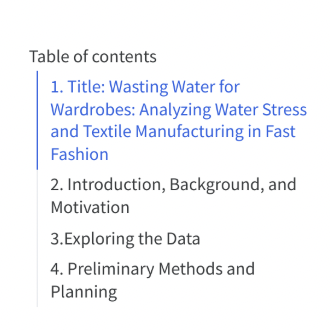 Table of contents
1. Title: Wasting Water for
Wardrobes: Analyzing Water Stress
and Textile Manufacturing in Fast
Fashion
2. Introduction, Background, and
Motivation
3.Exploring the Data
4. Preliminary Methods and
Planning